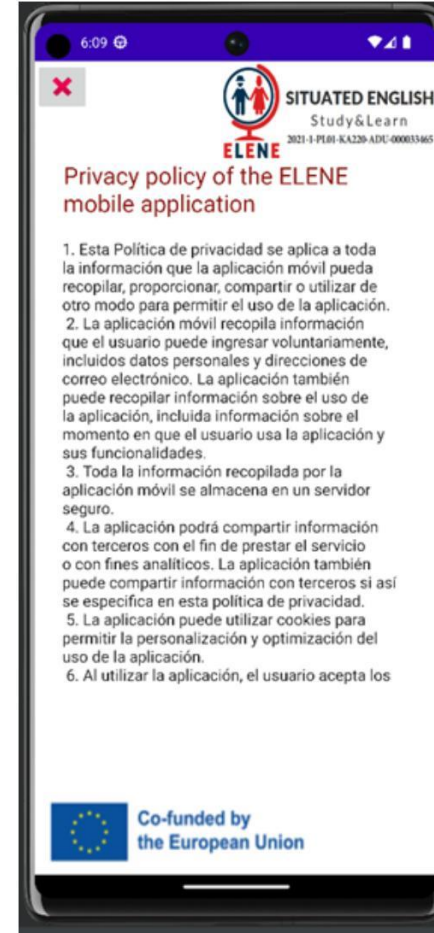 6:09
SITUATED ENGLISH
Study&Learn
2021-1-PL01-KA220-ADU-000033465
ELENE
Privacy policy of the ELENE
mobile application
1. Esta Política de privacidad se aplica a toda
la información que la aplicación móvil pueda
recopilar, proporcionar, compartir o utilizar de
otro modo para permitir el uso de la aplicación.
2. La aplicación móvil recopila información
que el usuario puede ingresar voluntariamente,
incluidos datos personales y direcciones de
correo electrónico. La aplicación también
puede recopilar información sobre el uso de
la aplicación, incluida información sobre el
momento en que el usuario usa la aplicación y
sus funcionalidades.
3. Toda la información recopilada por la
aplicación móvil se almacena en un servidor
seguro.
4. La aplicación podrá compartir información
con terceros con el fin de prestar el servicio
o con fines analíticos. La aplicación también
puede compartir información con terceros si así
se especifica en esta política de privacidad.
5. La aplicación puede utilizar cookies para
permitir la personalización y optimización del
uso de la aplicación.
6. Al utilizar la aplicación, el usuario acepta los
Co-funded by
the European Union